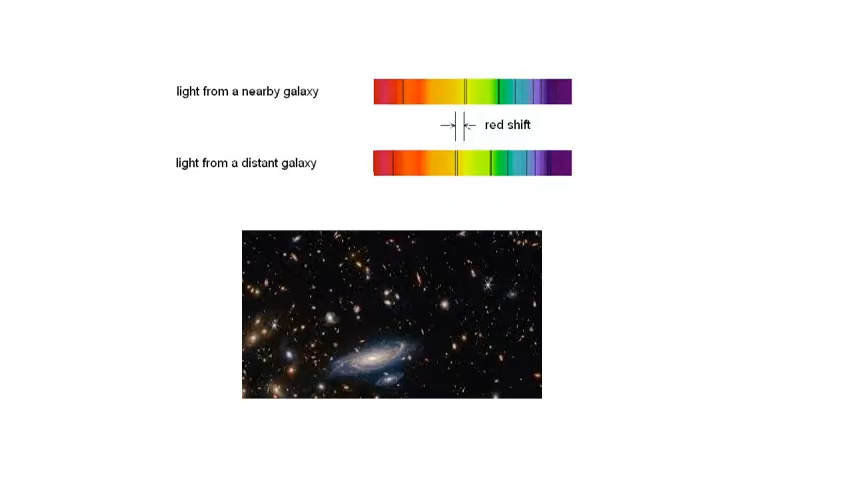 light from a nearby galaxy
red shift
light from a distant galaxy